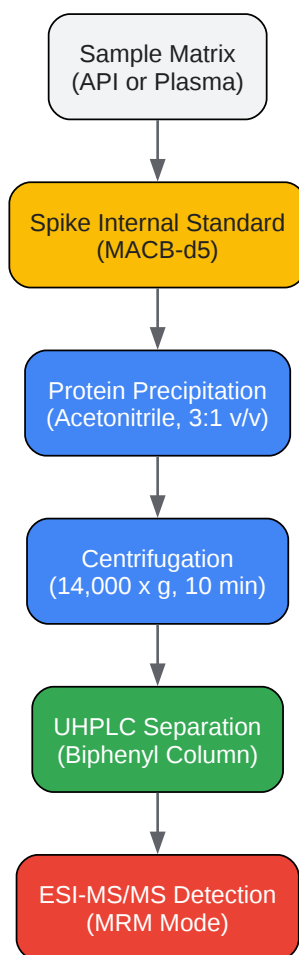 Sample Matrix
(API or Plasma)
Spike Internal Standard
(MACB-d5)
Protein Precipitation
(Acetonitrile, 3:1 v/v)
Centrifugation
(14,000 x g, 10 min)
UHPLC Separation
(Biphenyl Column)
ESI-MS/MS Detection
(MRM Mode)